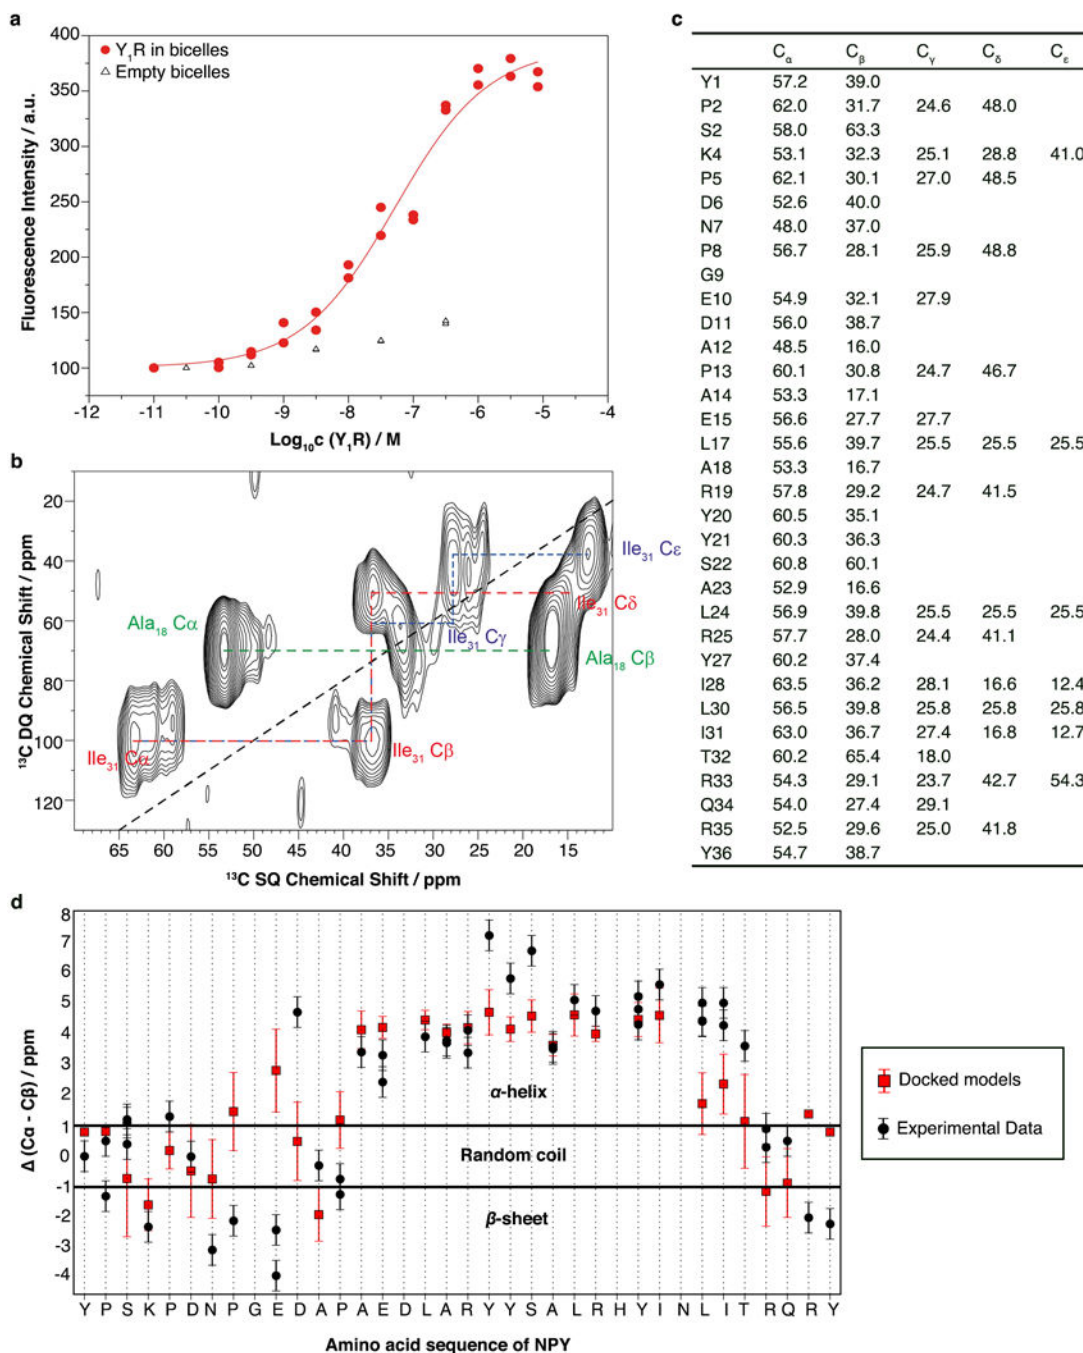 a
Y₁R in bicelles
Empty bicelles
400
350
300
250
200
150
100
Fluorescence Intensity / a.u.
-12 -11 -10 -9 -8 -7 -6 -5 -4
Log₁₀c (Y₁R) / M
b
20
40
60
80
100
120
¹³C DQ Chemical Shift / ppm
Ile₃₁ Cε
Ile₃₁ Cδ
Ile₃₁ Cγ
Ala₁₈ Cα
Ala₁₈ Cβ
Ile₃₁ Cα
Ile₃₁ Cβ
65 60 55 50 45 40 35 30 25 20 15
¹³C SQ Chemical Shift / ppm
c
Cα Cβ Cγ Cδ Cε
Y1 57.2 39.0
P2 62.0 31.7 24.6 48.0
S2 58.0 63.3
K4 53.1 32.3 25.1 28.8 41.0
P5 62.1 30.1 27.0 48.5
D6 52.6 40.0
N7 48.0 37.0
P8 56.7 28.1 25.9 48.8
G9
E10 54.9 32.1 27.9
D11 56.0 38.7
A12 48.5 16.0
P13 60.1 30.8 24.7 46.7
A14 53.3 17.1
E15 56.6 27.7 27.7
L17 55.6 39.7 25.5 25.5 25.5
A18 53.3 16.7
R19 57.8 29.2 24.7 41.5
Y20 60.5 35.1
Y21 60.3 36.3
S22 60.8 60.1
A23 52.9 16.6
L24 56.9 39.8 25.5 25.5 25.5
R25 57.7 28.0 24.4 41.1
Y27 60.2 37.4
I28 63.5 36.2 28.1 16.6 12.4
L30 56.5 39.8 25.8 25.8 25.8
I31 63.0 36.7 27.4 16.8 12.7
T32 60.2 65.4 18.0
R33 54.3 29.1 23.7 42.7 54.3
Q34 54.0 27.4 29.1
R35 52.5 29.6 25.0 41.8
Y36 54.7 38.7
d
8
7
6
5
4
3
2
1
0
-1
-2
-3
-4
Δ (Cα - Cβ) / ppm
α-helix
Random coil
β-sheet
Y P S K P D N P G E D A P A E D L A R Y Y S A L R H Y I N L I T R Q R Y
Amino acid sequence of NPY
Docked models
Experimental Data